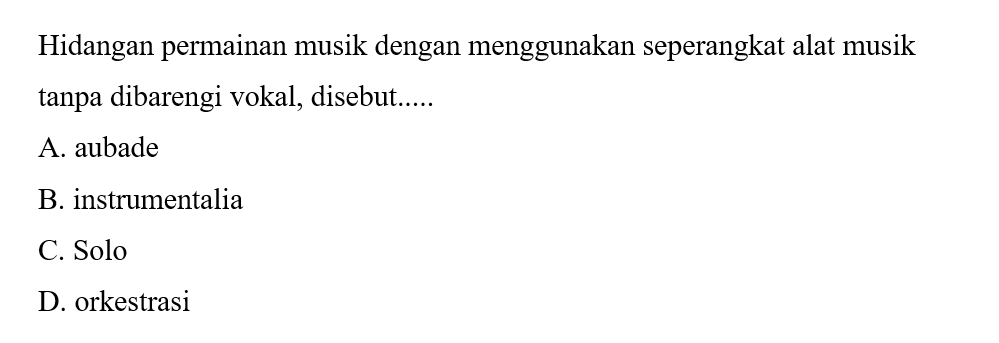 Hidangan permainan musik dengan menggunakan seperangkat alat musik
tanpa dibarengi vokal, disebut.....
A. aubade
B. instrumentalia
C. Solo
D. orkestrasi